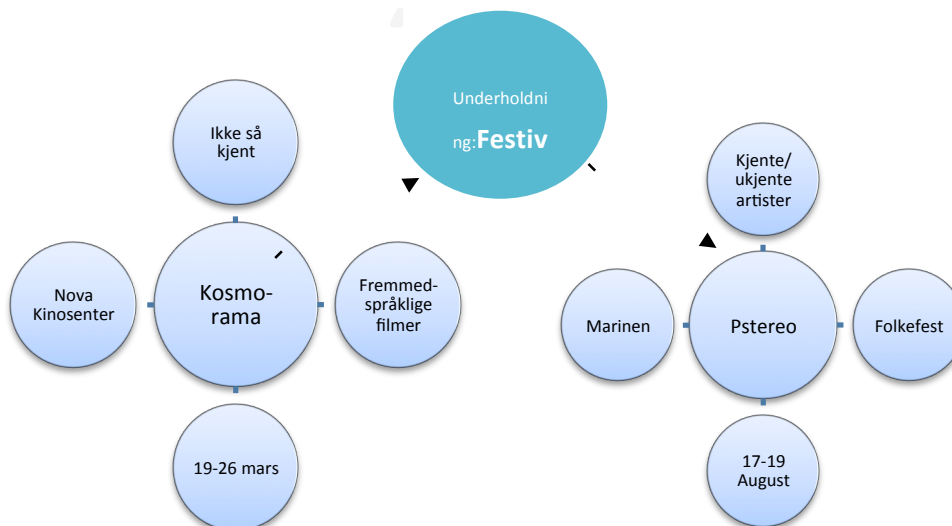 Underholdni
ng:Festiv
Ikke så
kjent
Nova
Kinosenter
Kosmo-
rama
Fremmed-
språklige
filmer
19-26 mars
Kjente/
ukjente
artister
Marinen
Pstereo
Folkefest
17-19
August